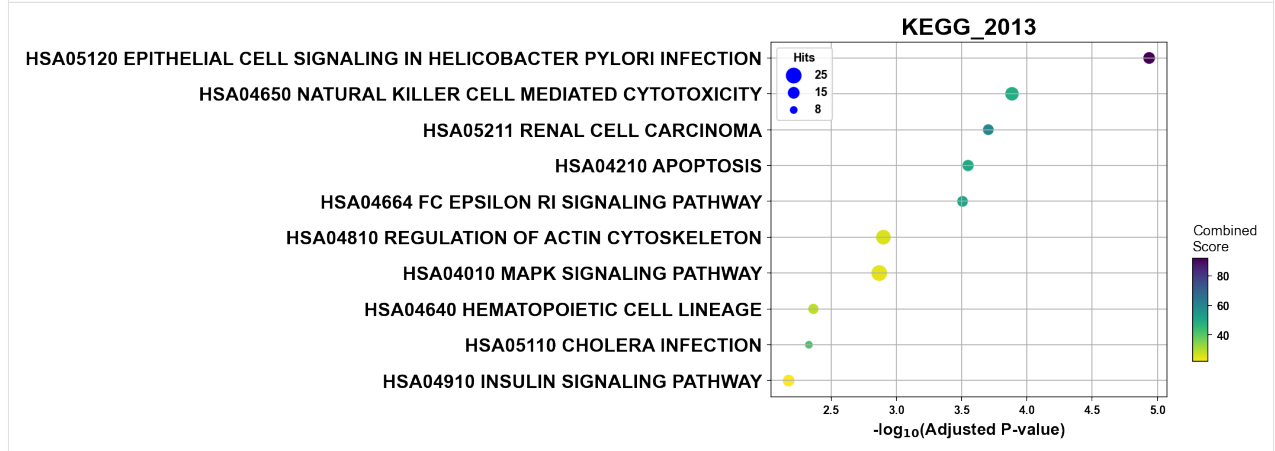 KEGG_2013
HSA05120 EPITHELIAL CELL SIGNALING IN HELICOBACTER PYLORI INFECTION
HSA04650 NATURAL KILLER CELL MEDIATED CYTOTOXICITY
HSA05211 RENAL CELL CARCINOMA
HSA04210 APOPTOSIS
HSA04664 FC EPSILON RI SIGNALING PATHWAY
HSA04810 REGULATION OF ACTIN CYTOSKELETON
HSA04010 MAPK SIGNALING PATHWAY
HSA04640 HEMATOPOIETIC CELL LINEAGE
HSA05110 CHOLERA INFECTION
HSA04910 INSULIN SIGNALING PATHWAY
Hits
25
15
8
2.5 3.0 3.5 4.0 4.5 5.0
-log₁₀(Adjusted P-value)
Combined
Score
80
60
40